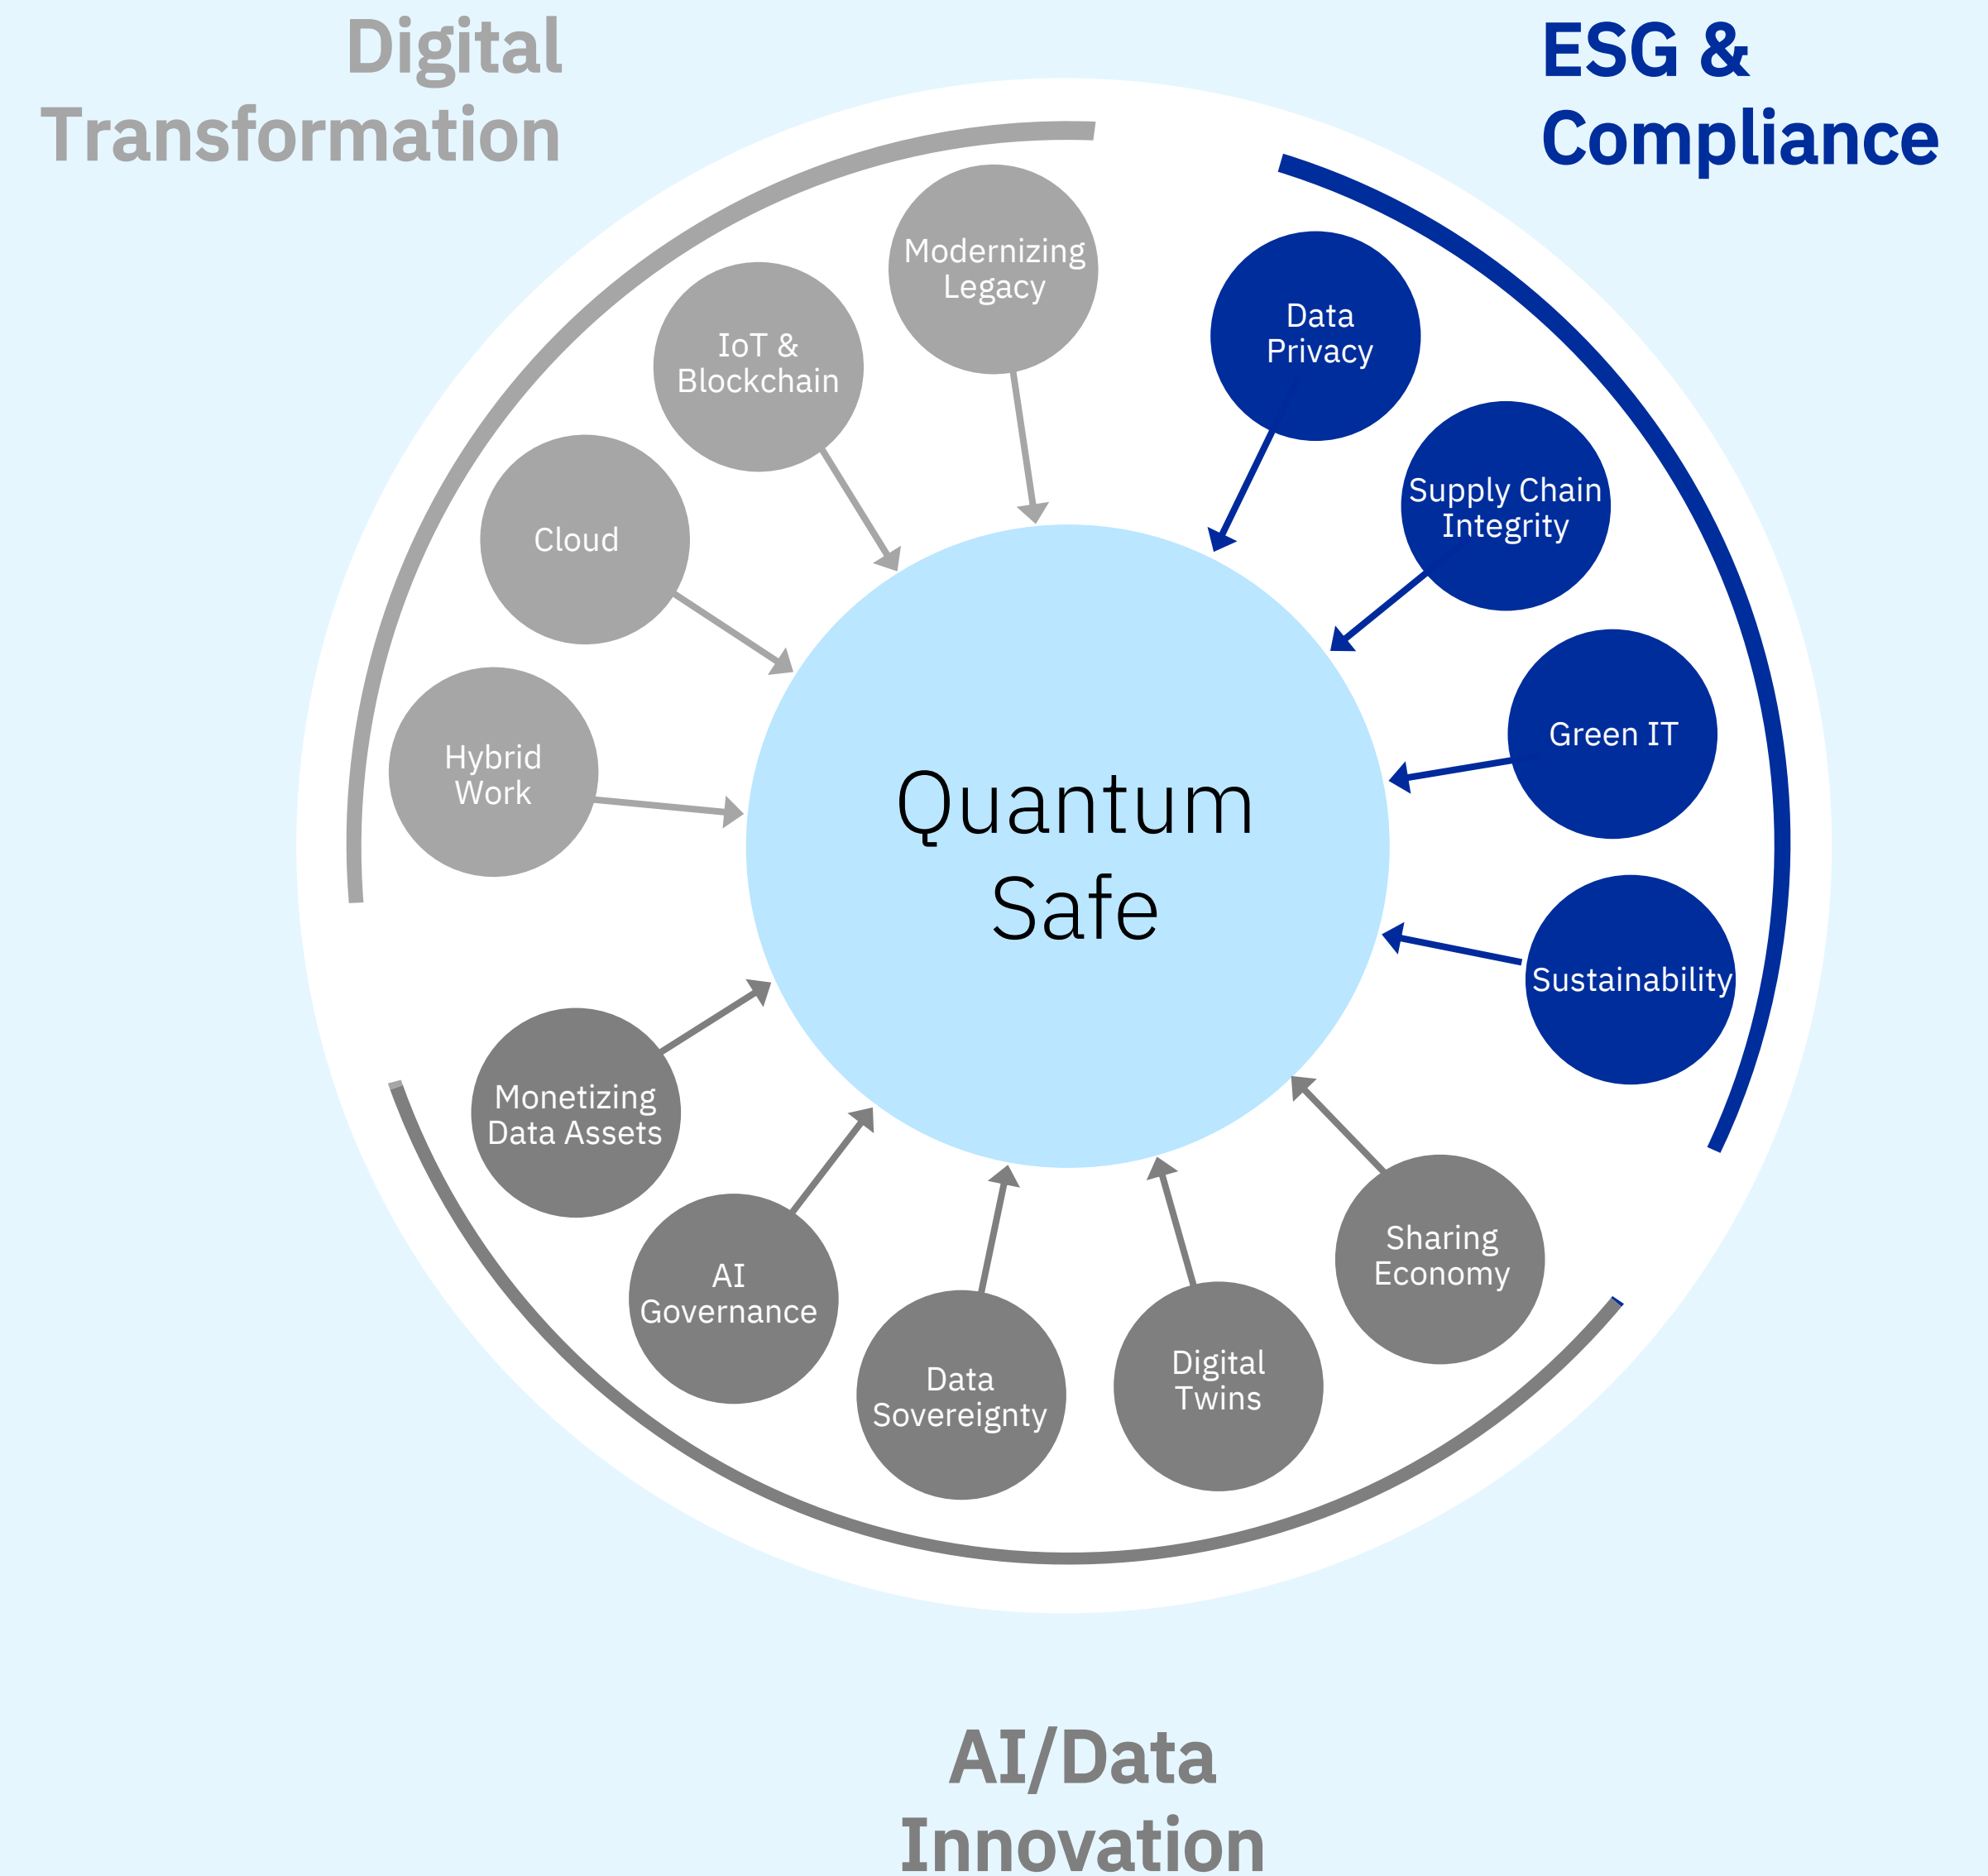 Digital
Transformation
ESG &
Compliance
Modernizing
Legacy
IoT &
Blockchain
Cloud
Hybrid
Work
Data
Privacy
Supply Chain
Integrity
Green IT
Sustainability
Quantum
Safe
Monetizing
Data Assets
AI
Governance
Data
Sovereignty
Digital
Twins
Sharing
Economy
AI/Data
Innovation